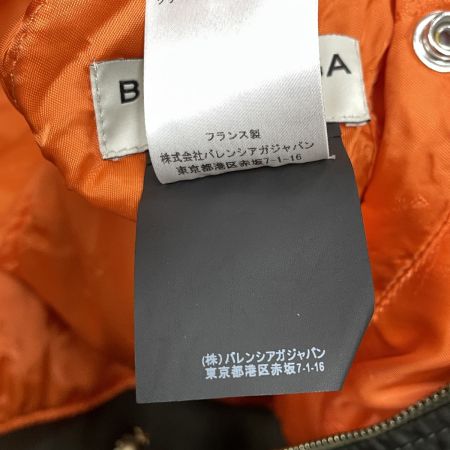 B
GA
フランス製
株式会社バレンシアガジャパン
東京都港区赤坂7-1-16
(株)バレンシアガジャパン
東京都港区赤坂7-1-16